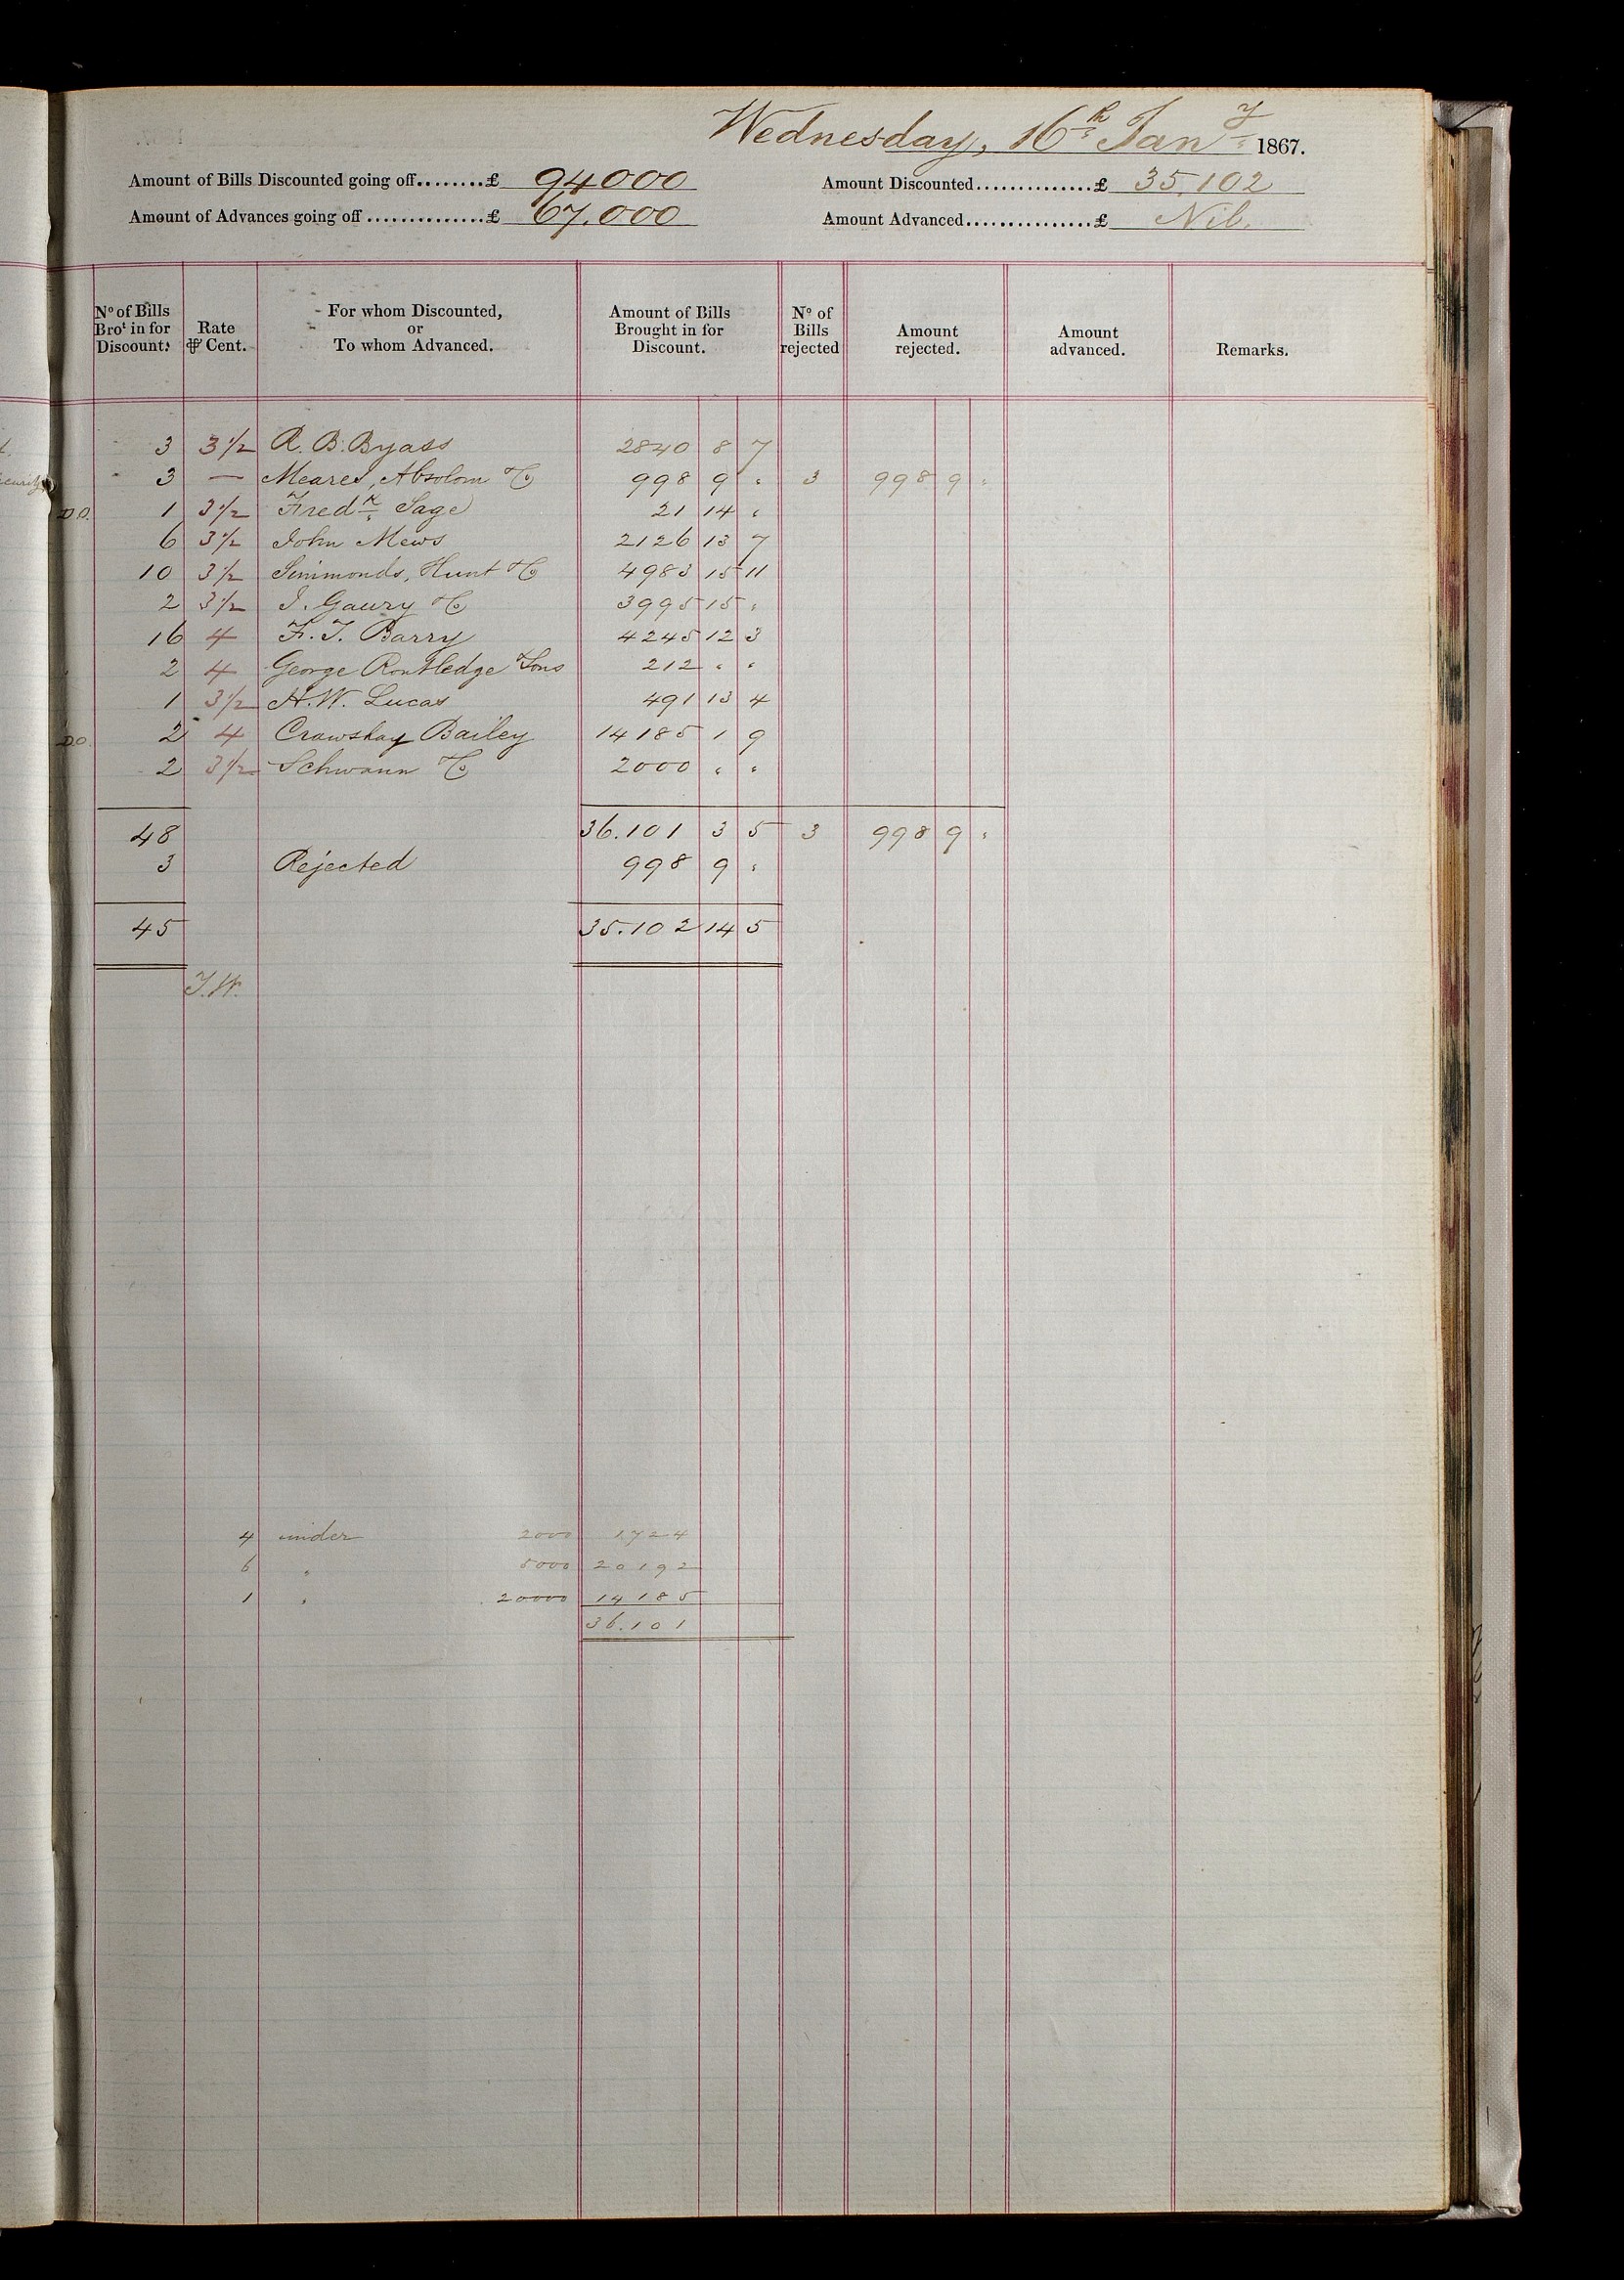 Wednesday, 16th Jany 1867.
Amount of Bills Discounted going off........£ 94000 Amount Discounted..............£ 35,102
Amount of Advances going off...............£ 67.000 Amount Advanced...............£ Nil.
No of Bills Brot in for Discount. Rate ⅌ Cent. For whom Discounted, or To whom Advanced. Amount of Bills Brought in for Discount. No of Bills rejected Amount rejected. Amount advanced. Remarks.
3 3½ R. B. Byass 2840 8 7
3 — Meares, Absolom & Co 998 9 " 3 998 9 "
D.O. 1 3½ Fredk Sage 21 14 "
6 3½ John Mews 2126 13 7
10 3½ Simmonds, Hunt & Co 4983 15 11
2 3½ I. Gaury & Co 3995 15 "
16 4 F. T. Barry 4245 12 3
2 4 George Routledge & Sons 212 " "
1 3½ H. W. Lucas 491 13 4
D.O. 2 4 Crawshay Bailey 14185 1 9
2 3½ Schwann & Co 2000 " "
48 36.101 3 5 3 998 9 "
3 Rejected 998 9 "
45 35.102 14 5
J.W.
4 under 2000 1724
6 " 5000 20192
1 " 20000 14185
36.101